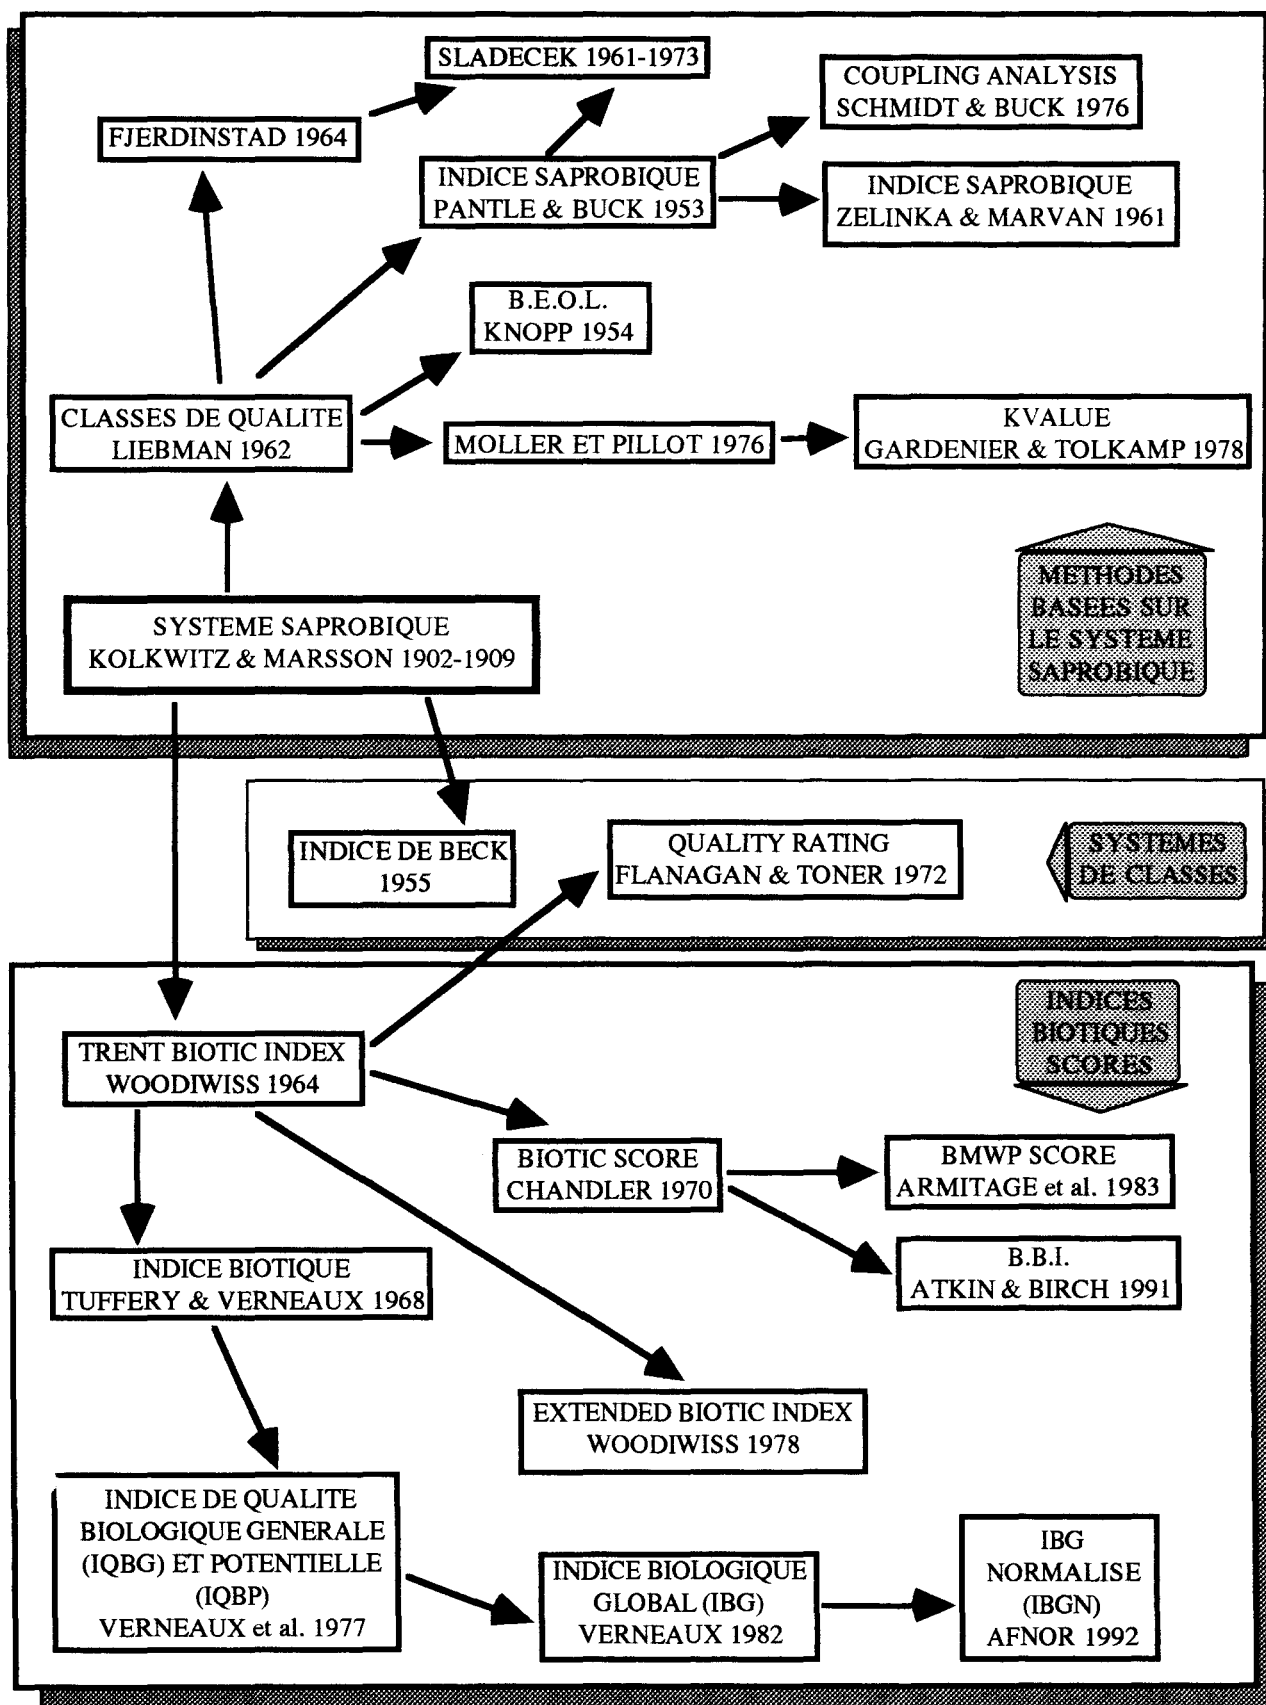 SLADECEK 1961-1973
COUPLING ANALYSIS
SCHMIDT & BUCK 1976
FJERDINSTAD 1964
INDICE SAPROBIQUE
PANTLE & BUCK 1953
INDICE SAPROBIQUE
ZELINKA & MARVAN 1961
B.E.O.L.
KNOPP 1954
CLASSES DE QUALITE
LIEBMAN 1962
MOLLER ET PILLOT 1976
KVALUE
GARDENIER & TOLKAMP 1978
METHODES
BASEES SUR
LE SYSTEME
SAPROBIQUE
SYSTEME SAPROBIQUE
KOLKWITZ & MARSSON 1902-1909
INDICE DE BECK
1955
QUALITY RATING
FLANAGAN & TONER 1972
SYSTEMES
DE CLASSES
INDICES
BIOTIQUES
SCORES
TRENT BIOTIC INDEX
WOODIWISS 1964
BIOTIC SCORE
CHANDLER 1970
BMWP SCORE
ARMITAGE et al. 1983
B.B.I.
ATKIN & BIRCH 1991
INDICE BIOTIQUE
TUFFERY & VERNEAUX 1968
EXTENDED BIOTIC INDEX
WOODIWISS 1978
INDICE DE QUALITE
BIOLOGIQUE GENERALE
(IQBG) ET POTENTIELLE
(IQBP)
VERNEAUX et al. 1977
INDICE BIOLOGIQUE
GLOBAL (IBG)
VERNEAUX 1982
IBG
NORMALISE
(IBGN)
AFNOR 1992